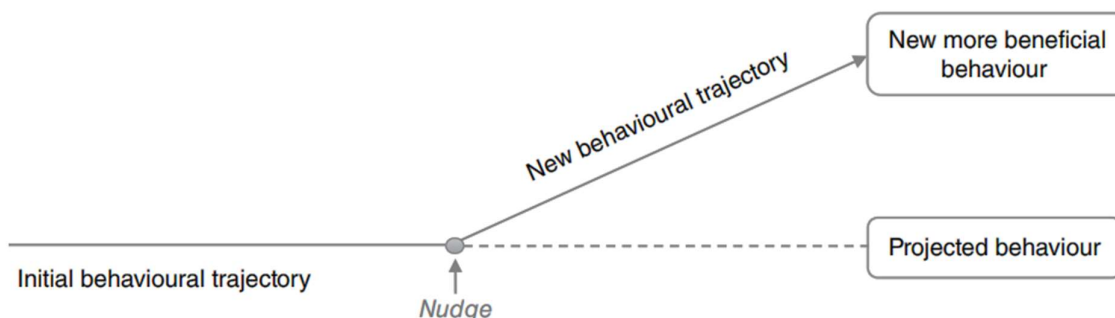 New more beneficial
behaviour
New behavioural trajectory
Projected behaviour
Initial behavioural trajectory
Nudge